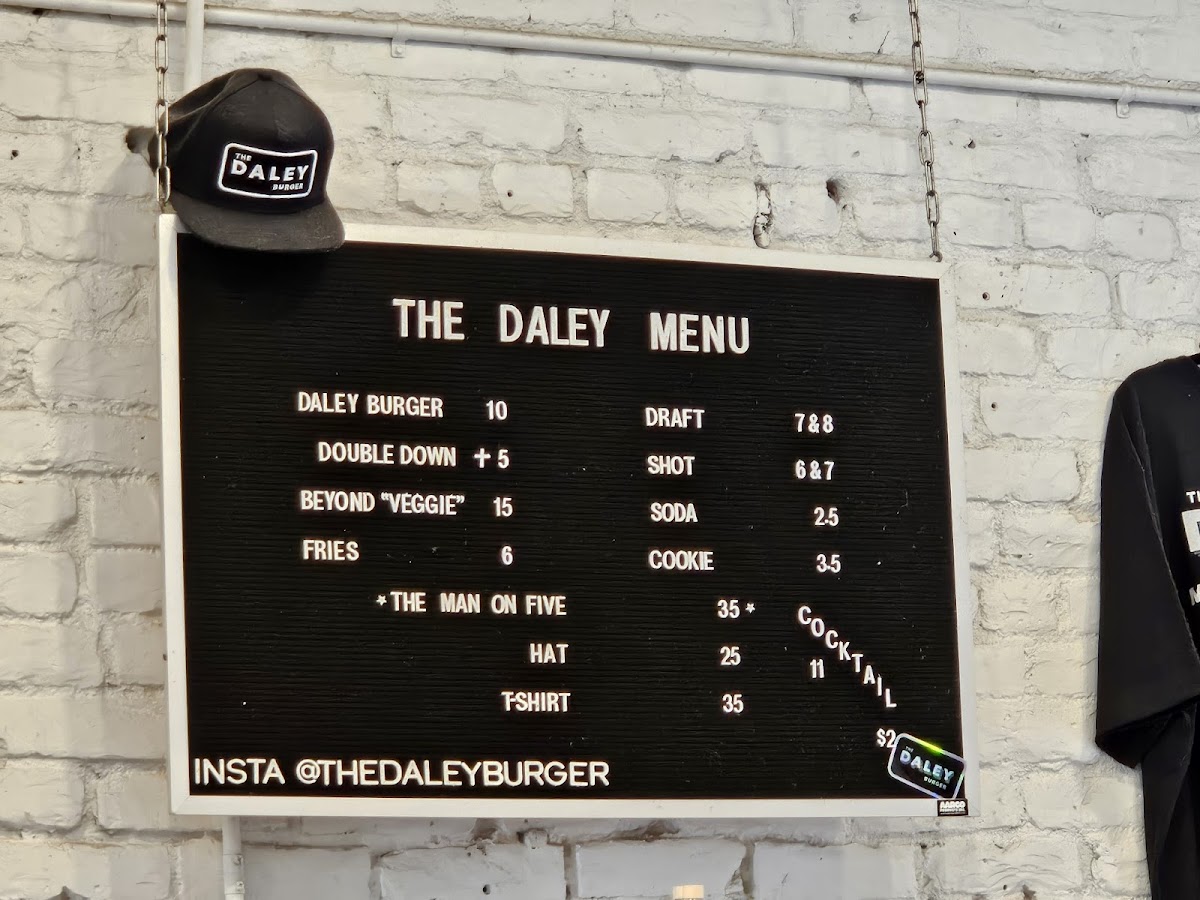 THE
DALEY
BURGER
THE DALEY MENU
DALEY BURGER 10
DOUBLE DOWN +5
BEYOND "VEGGIE" 15
FRIES 6
DRAFT 7&8
SHOT 6&7
SODA 2.5
COOKIE 3.5
*THE MAN ON FIVE 35*
HAT 25
T-SHIRT 35
COCKTAIL
11
$2
THE
DALEY
BURGER
INSTA @THEDALEYBURGER
AARCO